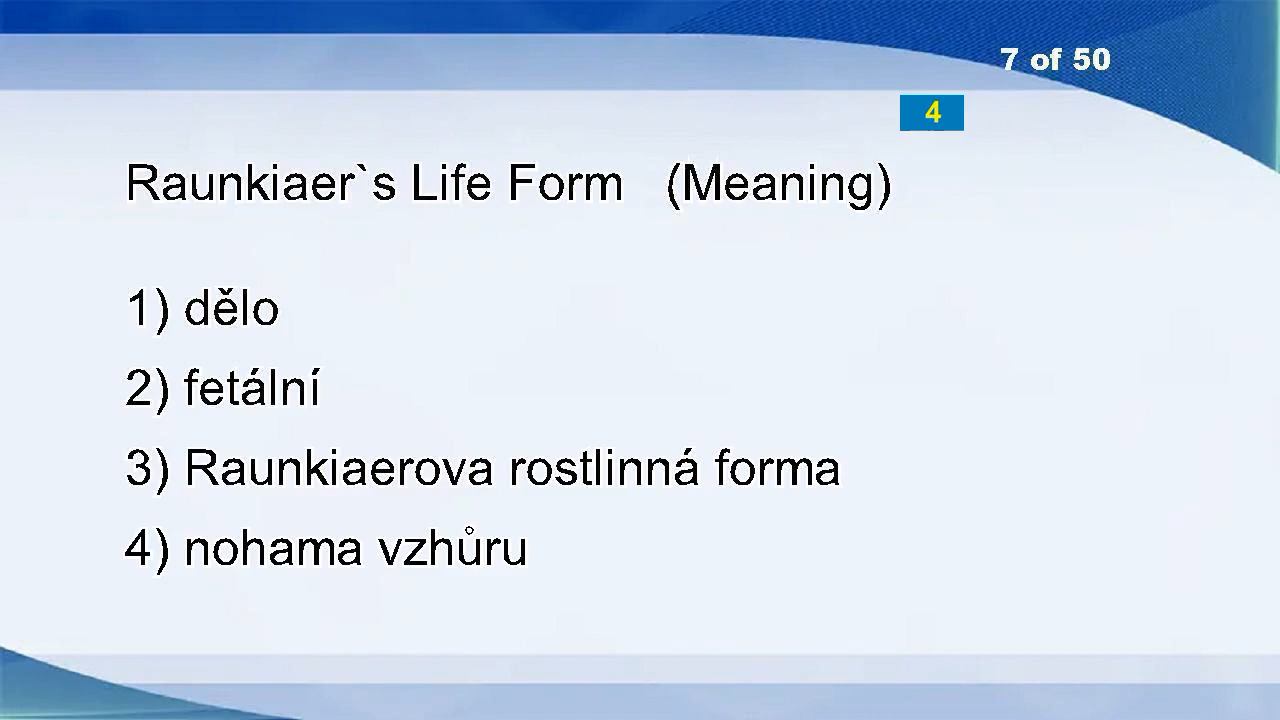 7 of 50
4
Raunkiaer`s Life Form (Meaning)
1) dělo
2) fetální
3) Raunkiaerova rostlinná forma
4) nohama vzhůru